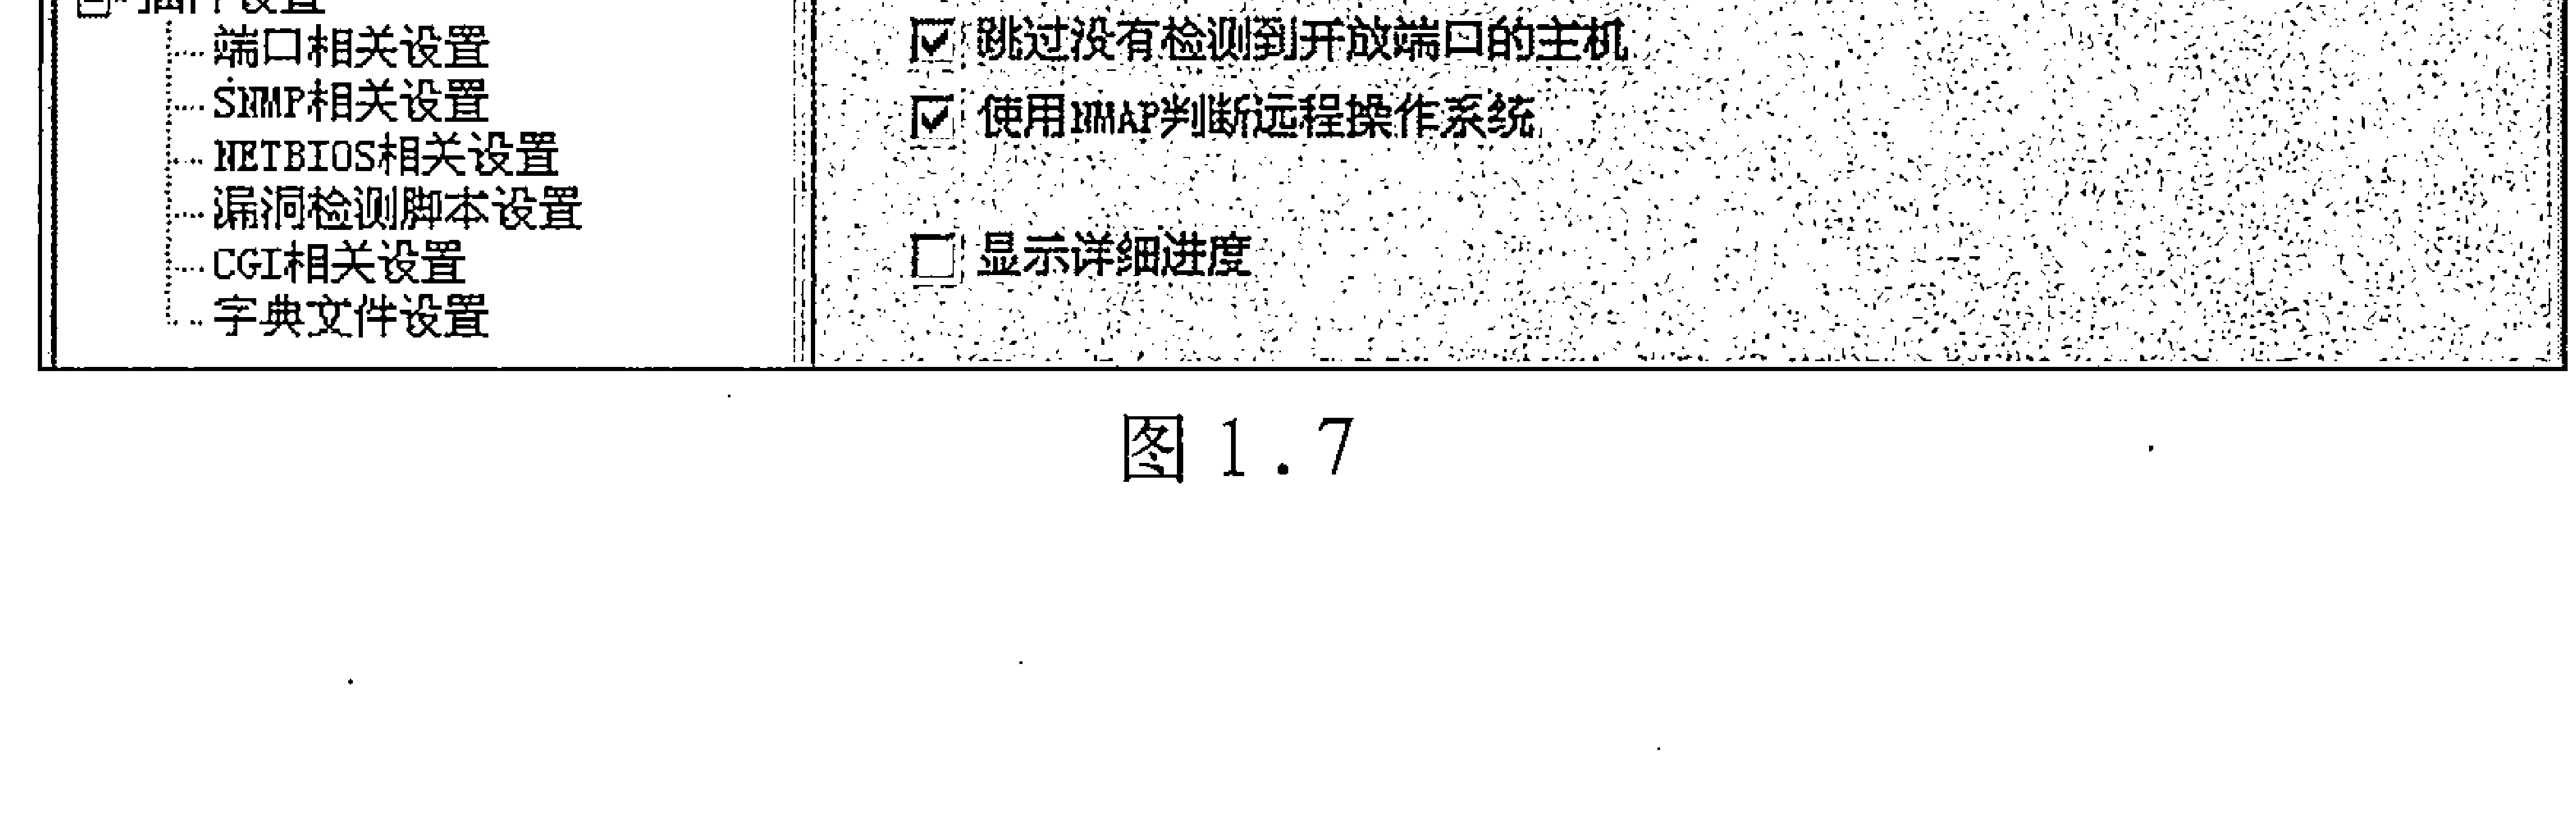 插件设置
端口相关设置
SNMP相关设置
NETBIOS相关设置
漏洞检测脚本设置
CGI相关设置
字典文件设置
跳过没有检测到开放端口的主机
使用NMAP判断远程操作系统
显示详细进度
图1.7